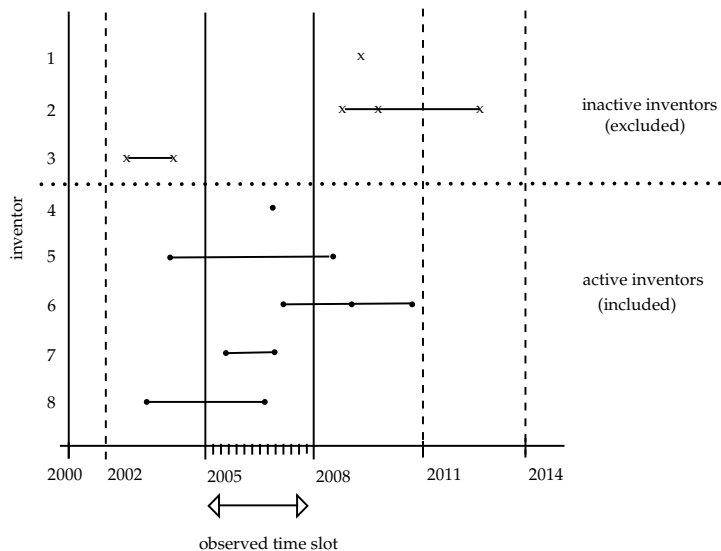 1
2
inactive inventors
(excluded)
3
inventor
4
5
active inventors
(included)
6
7
8
2000 2002 2005 2008 2011 2014
observed time slot